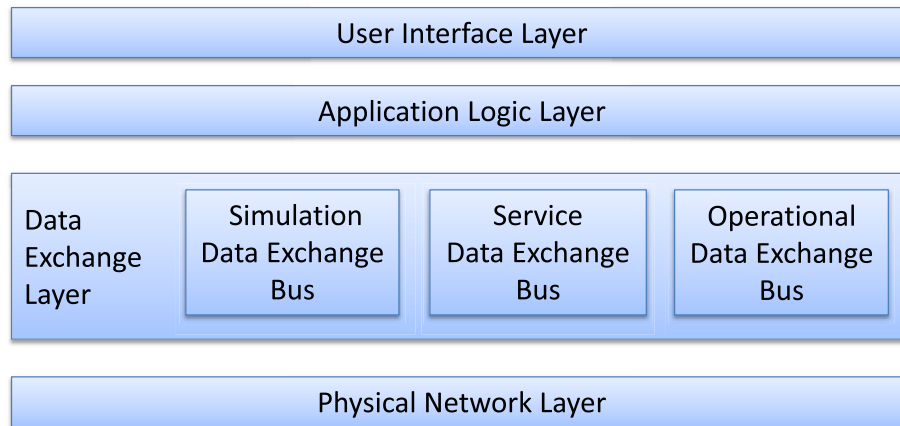 User Interface Layer
Application Logic Layer
Data
Exchange
Layer
Simulation
Data Exchange
Bus
Service
Data Exchange
Bus
Operational
Data Exchange
Bus
Physical Network Layer